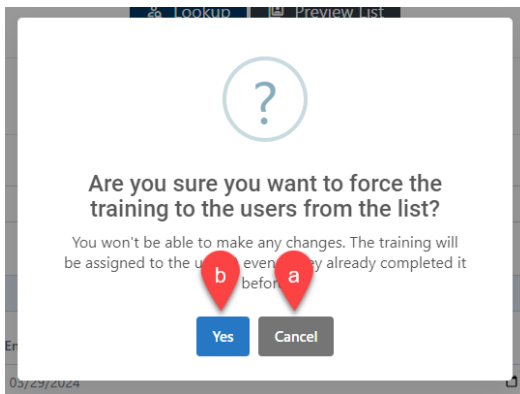 Lookup Preview List
?
Are you sure you want to force the
training to the users from the list?
You won't be able to make any changes. The training will
be assigned to the even already completed it
b a
Yes Cancel
05/29/2024